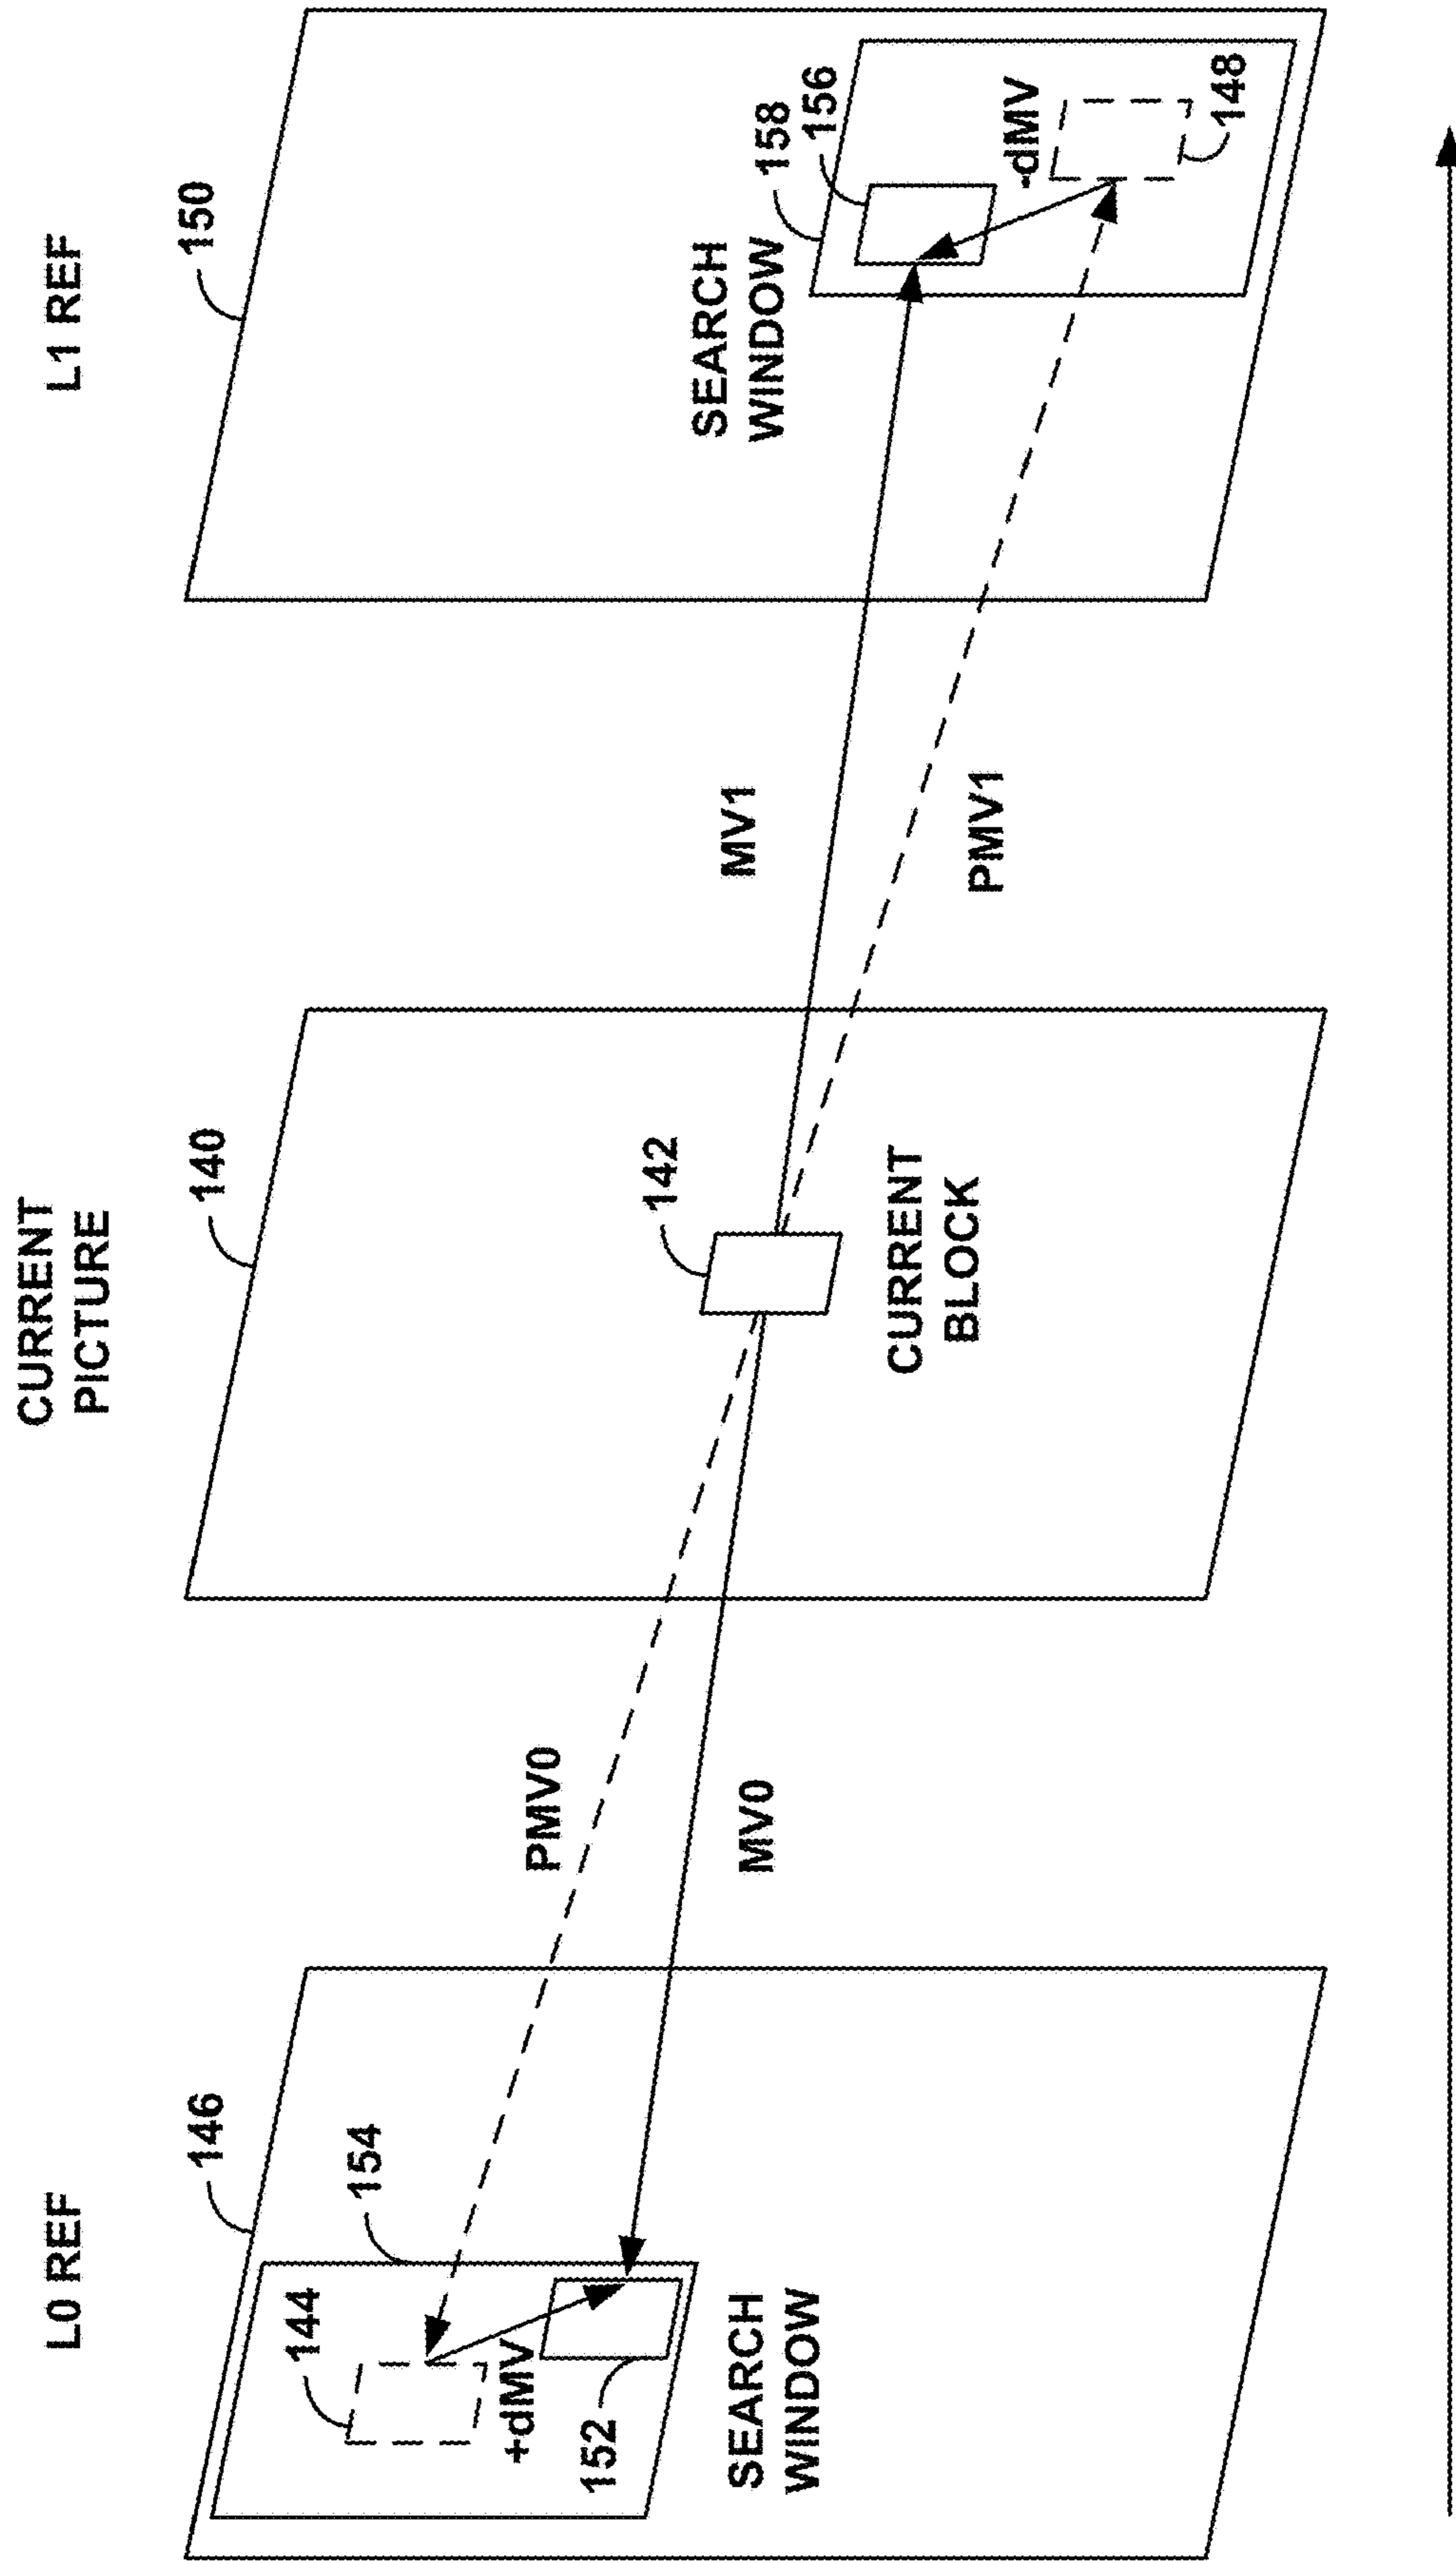 L0 REF
CURRENT
PICTURE
L1 REF
146
140
150
154
144
+dMV
152
SEARCH
WINDOW
PMV0
MV0
142
CURRENT
BLOCK
MV1
PMV1
SEARCH
WINDOW
158
156
-dMV
148